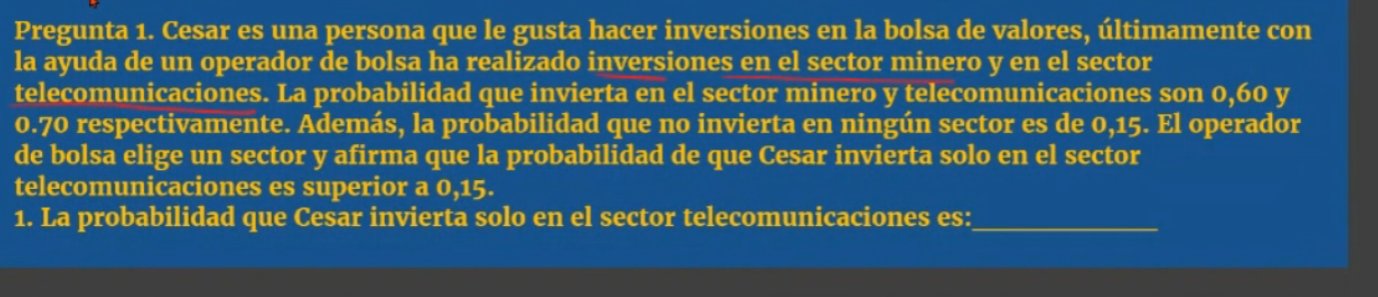 Pregunta 1. Cesar es una persona que le gusta hacer inversiones en la bolsa de valores, últimamente con
la ayuda de un operador de bolsa ha realizado inversiones en el sector minero y en el sector
telecomunicaciones. La probabilidad que invierta en el sector minero y telecomunicaciones son 0,60 y
0.70 respectivamente. Además, la probabilidad que no invierta en ningún sector es de 0,15. El operador
de bolsa elige un sector y afirma que la probabilidad de que Cesar invierta solo en el sector
telecomunicaciones es superior a 0,15.
1. La probabilidad que Cesar invierta solo en el sector telecomunicaciones es:____________